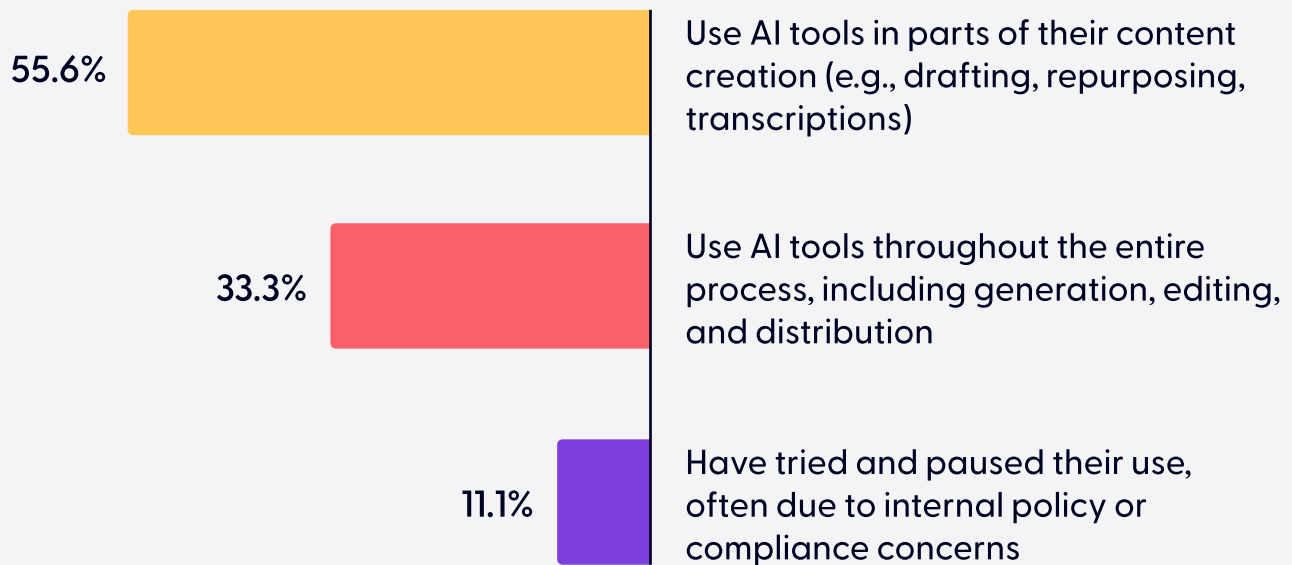 55.6%
Use AI tools in parts of their content
creation (e.g., drafting, repurposing,
transcriptions)
33.3%
Use AI tools throughout the entire
process, including generation, editing,
and distribution
11.1%
Have tried and paused their use,
often due to internal policy or
compliance concerns